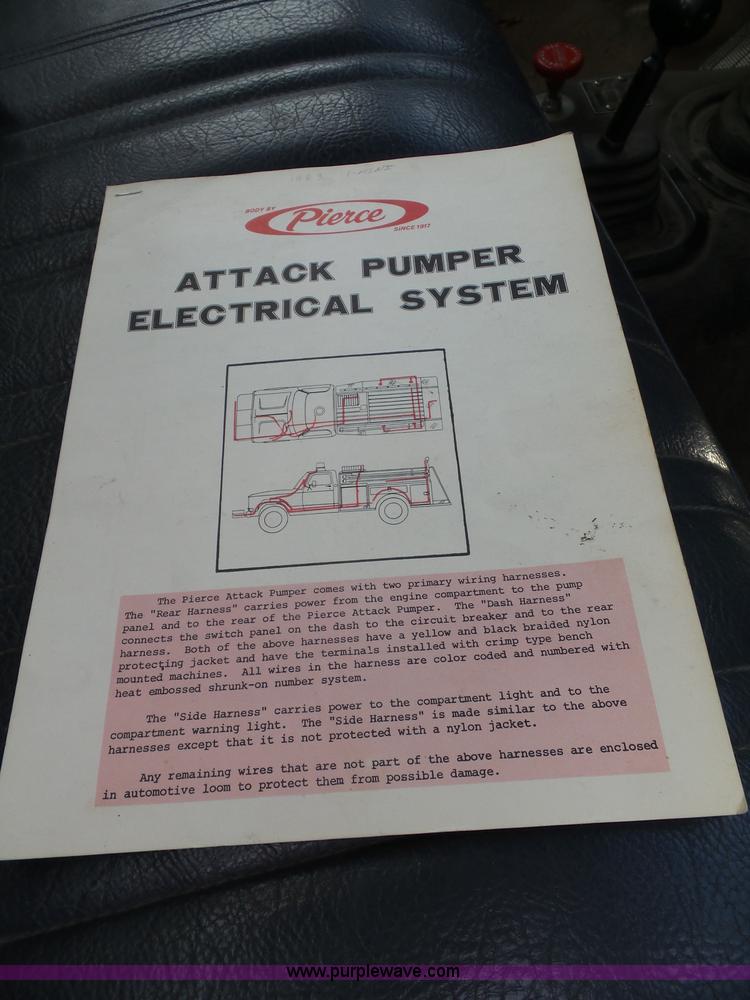 1983 1-MINI
BODY BY
Pierce
SINCE 1917
ATTACK PUMPER
ELECTRICAL SYSTEM
The Pierce Attack Pumper comes with two primary wiring harnesses.
The "Rear Harness" carries power from the engine compartment to the pump
panel and to the rear of the Pierce Attack Pumper. The "Dash Harness"
connects the switch panel on the dash to the circuit breaker and to the rear
harness. Both of the above harnesses have a yellow and black braided nylon
protecting jacket and have the terminals installed with crimp type bench
mounted machines. All wires in the harness are color coded and numbered with
heat embossed shrunk-on number system.
The "Side Harness" carries power to the compartment light and to the
compartment warning light. The "Side Harness" is made similar to the above
harnesses except that it is not protected with a nylon jacket.
Any remaining wires that are not part of the above harnesses are enclosed
in automotive loom to protect them from possible damage.
www.purplewave.com